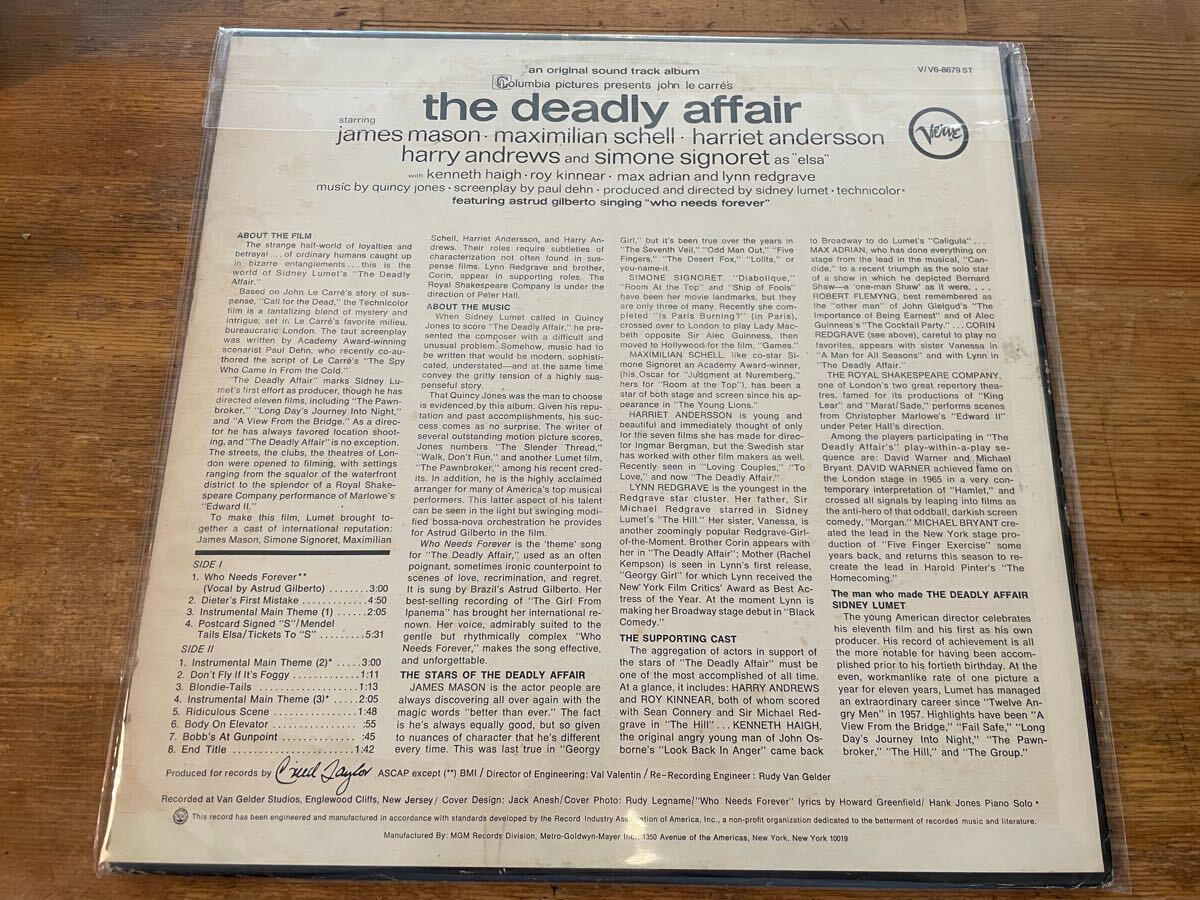 an original sound track album
V/V6-8679 ST
Columbia pictures presents john le carré's
the deadly affair
starring
james mason · maximilian schell · harriet andersson
harry andrews and simone signoret as "elsa"
with kenneth haigh · roy kinnear · max adrian and lynn redgrave
music by quincy jones · screenplay by paul dehn · produced and directed by sidney lumet · technicolor®
featuring astrud gilberto singing "who needs forever"
Verve
ABOUT THE FILM
The strange half-world of loyalties and
betrayal . . . of ordinary humans caught up
in bizarre entanglements . . . this is the
world of Sidney Lumet's "The Deadly
Affair."
Based on John Le Carré's story of sus-
pense, "Call for the Dead," the Technicolor
film is a tantalizing blend of mystery and
intrigue, set in Le Carré's favorite milieu,
bureaucratic London. The taut screenplay
was written by Academy Award-winning
scenarist Paul Dehn, who recently co-au-
thored the script of Le Carré's "The Spy
Who Came In From the Cold."
"The Deadly Affair" marks Sidney Lu-
met's first effort as producer, though he has
directed eleven films, including "The Pawn-
broker," "Long Day's Journey Into Night,"
and "A View From the Bridge." As a direc-
tor he has always favored location shoot-
ing, and "The Deadly Affair" is no exception.
The streets, the clubs, the theatres of Lon-
don were opened to filming, with settings
ranging from the squalor of the waterfront
district to the splendor of a Royal Shake-
speare Company performance of Marlowe's
"Edward II."
To make this film, Lumet brought to-
gether a cast of international reputation:
James Mason, Simone Signoret, Maximilian
SIDE I
1. Who Needs Forever**
(Vocal by Astrud Gilberto) ........3:00
2. Dieter's First Mistake ............4:50
3. Instrumental Main Theme (1) ......2:05
4. Postcard Signed "S"/Mendel
Tails Elsa/Tickets To "S" .........5:31
SIDE II
1. Instrumental Main Theme (2)* .....3:00
2. Don't Fly If It's Foggy ............1:11
3. Blondie-Tails ....................1:13
4. Instrumental Main Theme (3)* .....2:05
5. Ridiculous Scene ................1:48
6. Body On Elevator ................:55
7. Bobb's At Gunpoint ..............:45
8. End Title .......................1:42
Schell, Harriet Andersson, and Harry An-
drews. Their roles require subtleties of
characterization not often found in sus-
pense films. Lynn Redgrave and brother,
Corin, appear in supporting roles. The
Royal Shakespeare Company is under the
direction of Peter Hall.
ABOUT THE MUSIC
When Sidney Lumet called in Quincy
Jones to score "The Deadly Affair," he pre-
sented the composer with a difficult and
unusual problem. Somehow, music had to
be written that would be modern, sophisti-
cated, understated—and at the same time
convey the gritty tension of a highly sus-
penseful story.
That Quincy Jones was the man to choose
is evidenced by this album. Given his repu-
tation and past accomplishments, his suc-
cess comes as no surprise. The writer of
several outstanding motion picture scores,
Jones numbers "The Slender Thread,"
"Walk, Don't Run," and another Lumet film,
"The Pawnbroker," among his recent cred-
its. In addition, he is the highly acclaimed
arranger for many of America's top musical
performers. This latter aspect of his talent
can be seen in the light but swinging modi-
fied bossa-nova orchestration he provides
for Astrud Gilberto in the film.
Who Needs Forever is the 'theme' song
for "The Deadly Affair," used as an often
poignant, sometimes ironic counterpoint to
scenes of love, recrimination, and regret.
It is sung by Brazil's Astrud Gilberto. Her
best-selling recording of "The Girl From
Ipanema" has brought her international re-
nown. Her voice, admirably suited to the
gentle but rhythmically complex "Who
Needs Forever," makes the song effective,
and unforgettable.
THE STARS OF THE DEADLY AFFAIR
JAMES MASON is the actor people are
always discovering all over again with the
magic words "better than ever." The fact
is he's always equally good, but so given
to nuances of character that he's different
every time. This was last true in "Georgy
Girl," but it's been true over the years in
"The Seventh Veil," "Odd Man Out," "Five
Fingers," "The Desert Fox," "Lolita," or
you-name-it.
SIMONE SIGNORET. "Diabolique,"
"Room At the Top" and "Ship of Fools"
have been her movie landmarks, but they
are only three of many. Recently she com-
pleted "Is Paris Burning?" (in Paris),
crossed over to London to play Lady Mac-
beth opposite Sir Alec Guinness, then
moved to Hollywood for the film, "Games."
MAXIMILIAN SCHELL, like co-star Si-
mone Signoret an Academy Award-winner,
(his Oscar for "Judgment at Nuremberg,"
hers for "Room at the Top"), has been a
star of both stage and screen since his ap-
pearance in "The Young Lions."
HARRIET ANDERSSON is young and
beautiful and immediately thought of only
for the seven films she has made for direc-
tor Ingmar Bergman, but the Swedish star
has worked with other film makers as well.
Recently seen in "Loving Couples," "To
Love," and now "The Deadly Affair."
LYNN REDGRAVE is the youngest in the
Redgrave star cluster. Her father, Sir
Michael Redgrave starred in Sidney
Lumet's "The Hill." Her sister, Vanessa, is
another zoomingly popular Redgrave-Girl-
of-the-Moment. Brother Corin appears with
her in "The Deadly Affair"; Mother (Rachel
Kempson) is seen in Lynn's first release,
"Georgy Girl" for which Lynn received the
New York Film Critics' Award as Best Ac-
tress of the Year. At the moment Lynn is
making her Broadway stage debut in "Black
Comedy."
THE SUPPORTING CAST
The aggregation of actors in support of
the stars of "The Deadly Affair" must be
one of the most accomplished of all time.
At a glance, it includes: HARRY ANDREWS
and ROY KINNEAR, both of whom scored
with Sean Connery and Sir Michael Red-
grave in "The Hill" . . . KENNETH HAIGH,
the original angry young man of John Os-
borne's "Look Back In Anger" came back
to Broadway to do Lumet's "Caligula" . . .
MAX ADRIAN, who has done everything on
stage from the lead in the musical, "Can-
dide," to a recent triumph as the solo star
of a show in which he depicted Bernard
Shaw—a 'one-man Shaw' as it were. . . .
ROBERT FLEMYNG, best remembered as
the "other man" of John Gielgud's "The
Importance of Being Earnest" and of Alec
Guinness's "The Cocktail Party." . . . CORIN
REDGRAVE (see above), careful to play no
favorites, appears with sister Vanessa in
"A Man for All Seasons" and with Lynn in
"The Deadly Affair."
THE ROYAL SHAKESPEARE COMPANY,
one of London's two great repertory thea-
tres, famed for its productions of "King
Lear" and "Marat/Sade," performs scenes
from Christopher Marlowe's "Edward II"
under Peter Hall's direction.
Among the players participating in "The
Deadly Affair's" play-within-a-play se-
quence are: David Warner and Michael
Bryant. DAVID WARNER achieved fame on
the London stage in 1965 in a very con-
temporary interpretation of "Hamlet," and
crossed all signals by leaping into films as
the anti-hero of that oddball, darkish screen
comedy, "Morgan." MICHAEL BRYANT cre-
ated the lead in the New York stage pro-
duction of "Five Finger Exercise" some
years back, and returns this season to re-
create the lead in Harold Pinter's "The
Homecoming."
The man who made THE DEADLY AFFAIR
SIDNEY LUMET
The young American director celebrates
his eleventh film and his first as his own
producer. His record of achievement is all
the more notable for having been accom-
plished prior to his fortieth birthday. At the
even, workmanlike rate of one picture a
year for eleven years, Lumet has managed
an extraordinary career since "Twelve An-
gry Men" in 1957. Highlights have been "A
View From the Bridge," "Fail Safe," "Long
Day's Journey Into Night," "The Pawn-
broker," "The Hill," and "The Group."
Produced for records by Creed Taylor ASCAP except (**) BMI / Director of Engineering: Val Valentin / Re-Recording Engineer: Rudy Van Gelder
Recorded at Van Gelder Studios, Englewood Cliffs, New Jersey / Cover Design: Jack Anesh/Cover Photo: Rudy Legname/"Who Needs Forever" lyrics by Howard Greenfield/ Hank Jones Piano Solo *
This record has been engineered and manufactured in accordance with standards developed by the Record Industry Association of America, Inc., a non-profit organization dedicated to the betterment of recorded music and literature.
Manufactured By: MGM Records Division, Metro-Goldwyn-Mayer Inc., 1350 Avenue of the Americas, New York, New York 10019